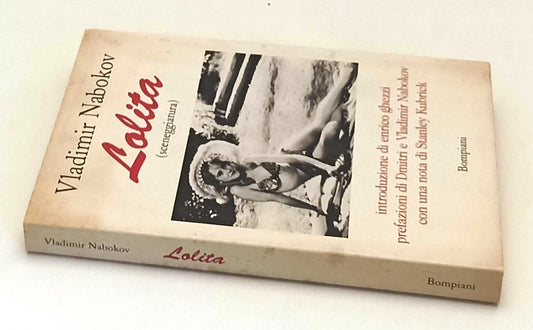 Vladimir Nabokov
Lolita
(sceneggiatura)
introduzione di enrico ghezzi
prefazioni di Dmitri e Vladimir Nabokov
con una nota di Stanley Kubrick
Bompiani
Vladimir Nabokov
Lolita
Bompiani